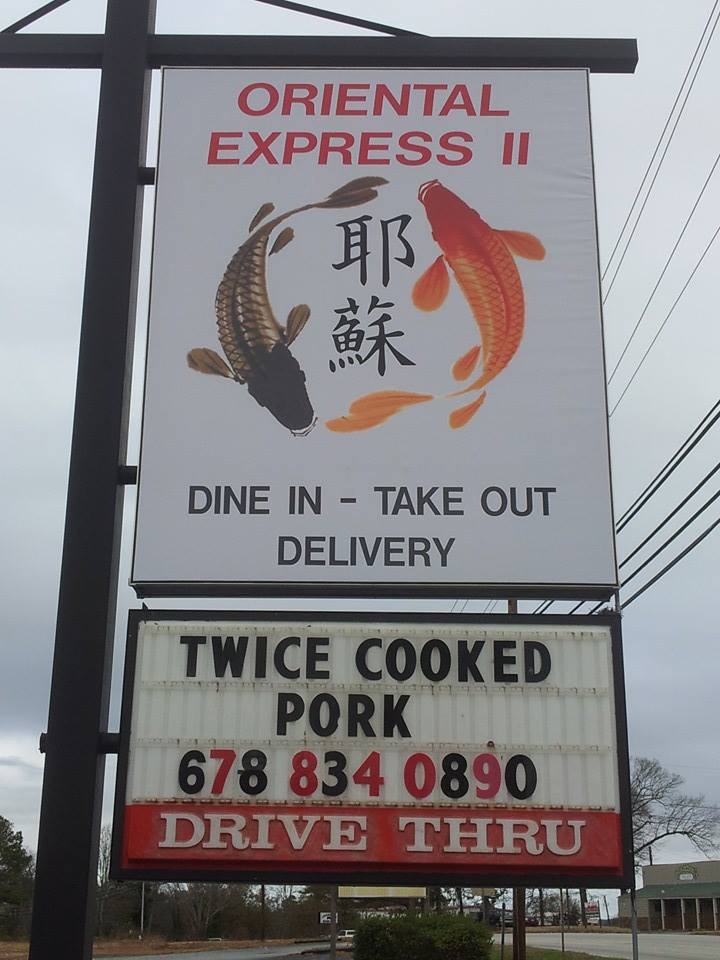 ORIENTAL
EXPRESS II
耶
蘇
DINE IN - TAKE OUT
DELIVERY
TWICE COOKED
PORK
678 834 0890
DRIVE THRU